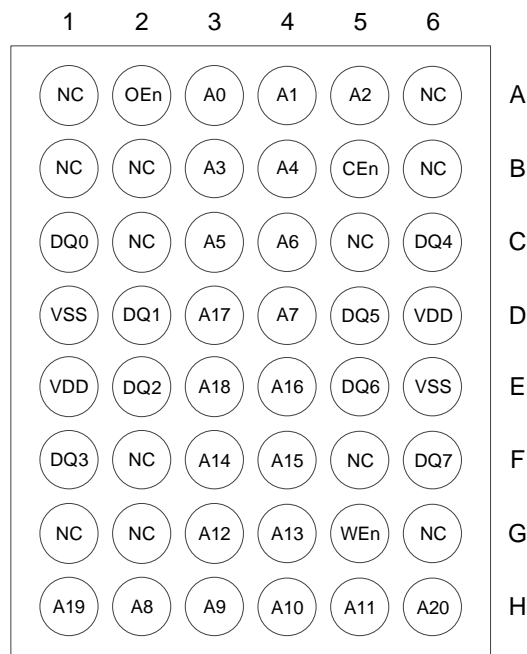 1 2 3 4 5 6
NC OEn A0 A1 A2 NC A
NC NC A3 A4 CEn NC B
DQ0 NC A5 A6 NC DQ4 C
VSS DQ1 A17 A7 DQ5 VDD D
VDD DQ2 A18 A16 DQ6 VSS E
DQ3 NC A14 A15 NC DQ7 F
NC NC A12 A13 WEn NC G
A19 A8 A9 A10 A11 A20 H